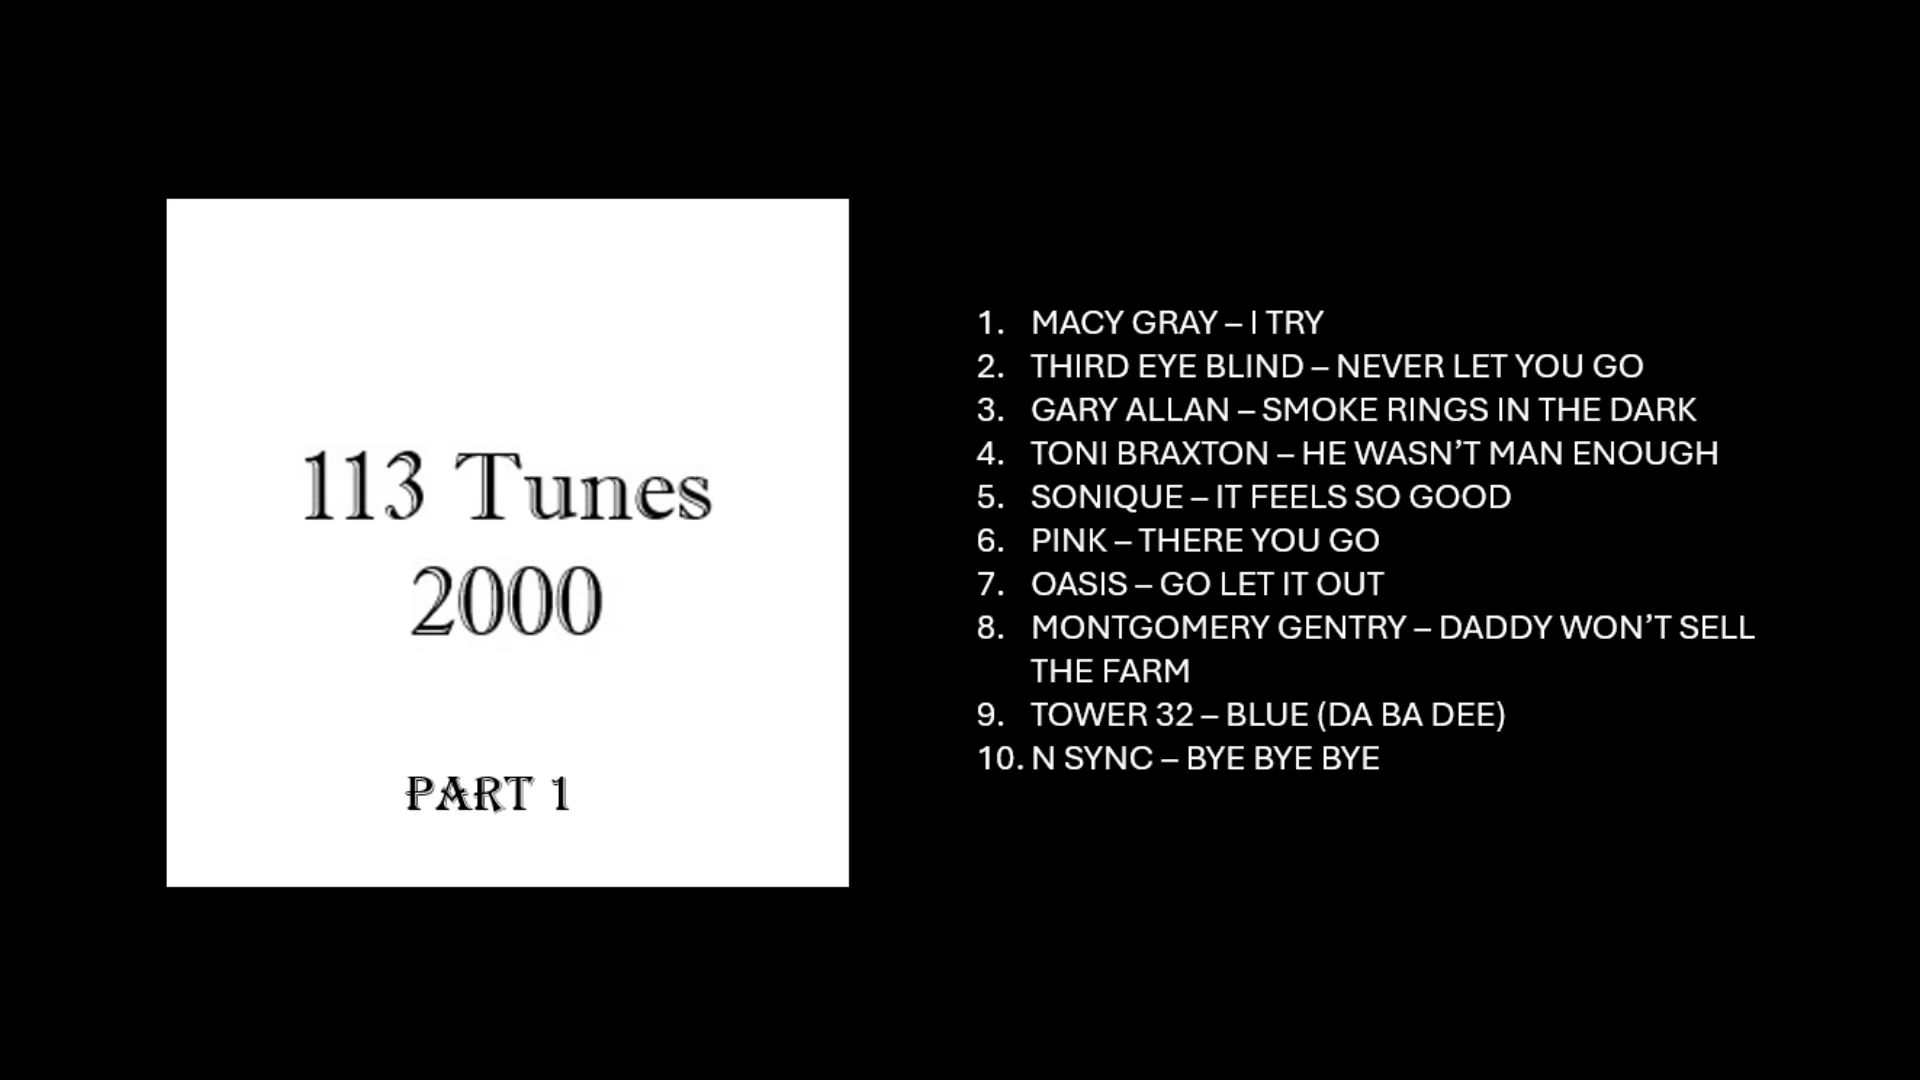 113 Tunes
2000
PART 1
1. MACY GRAY – I TRY
2. THIRD EYE BLIND – NEVER LET YOU GO
3. GARY ALLAN – SMOKE RINGS IN THE DARK
4. TONI BRAXTON – HE WASN’T MAN ENOUGH
5. SONIQUE – IT FEELS SO GOOD
6. PINK – THERE YOU GO
7. OASIS – GO LET IT OUT
8. MONTGOMERY GENTRY – DADDY WON’T SELL
THE FARM
9. TOWER 32 – BLUE (DA BA DEE)
10. N SYNC – BYE BYE BYE